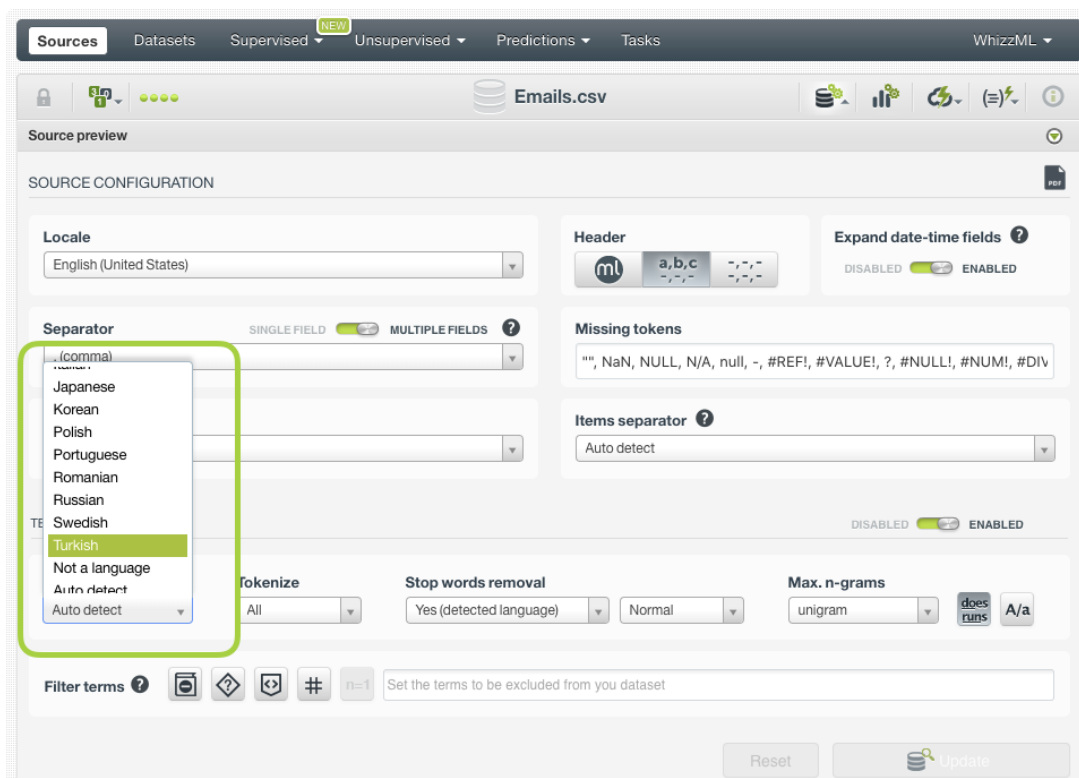 NEW
Sources Datasets Supervised Unsupervised Predictions Tasks WhizzML
Emails.csv
Source preview
SOURCE CONFIGURATION
PDF
Locale
English (United States)
Header
ml
a,b,c
-,-,-
-,-,-
-,-,-
Expand date-time fields ?
DISABLED ENABLED
Separator SINGLE FIELD MULTIPLE FIELDS ?
, (comma)
Missing tokens
"", NaN, NULL, N/A, null, -, #REF!, #VALUE!, ?, #NULL!, #NUM!, #DIV
Items separator ?
Auto detect
Italian
Japanese
Korean
Polish
Portuguese
Romanian
Russian
Swedish
Turkish
Not a language
Auto detect
TE
DISABLED ENABLED
Auto detect
Tokenize
All
Stop words removal
Yes (detected language) Normal
Max. n-grams
unigram
does
runs
A/a
Filter terms ? # n=1 Set the terms to be excluded from you dataset
Reset Update